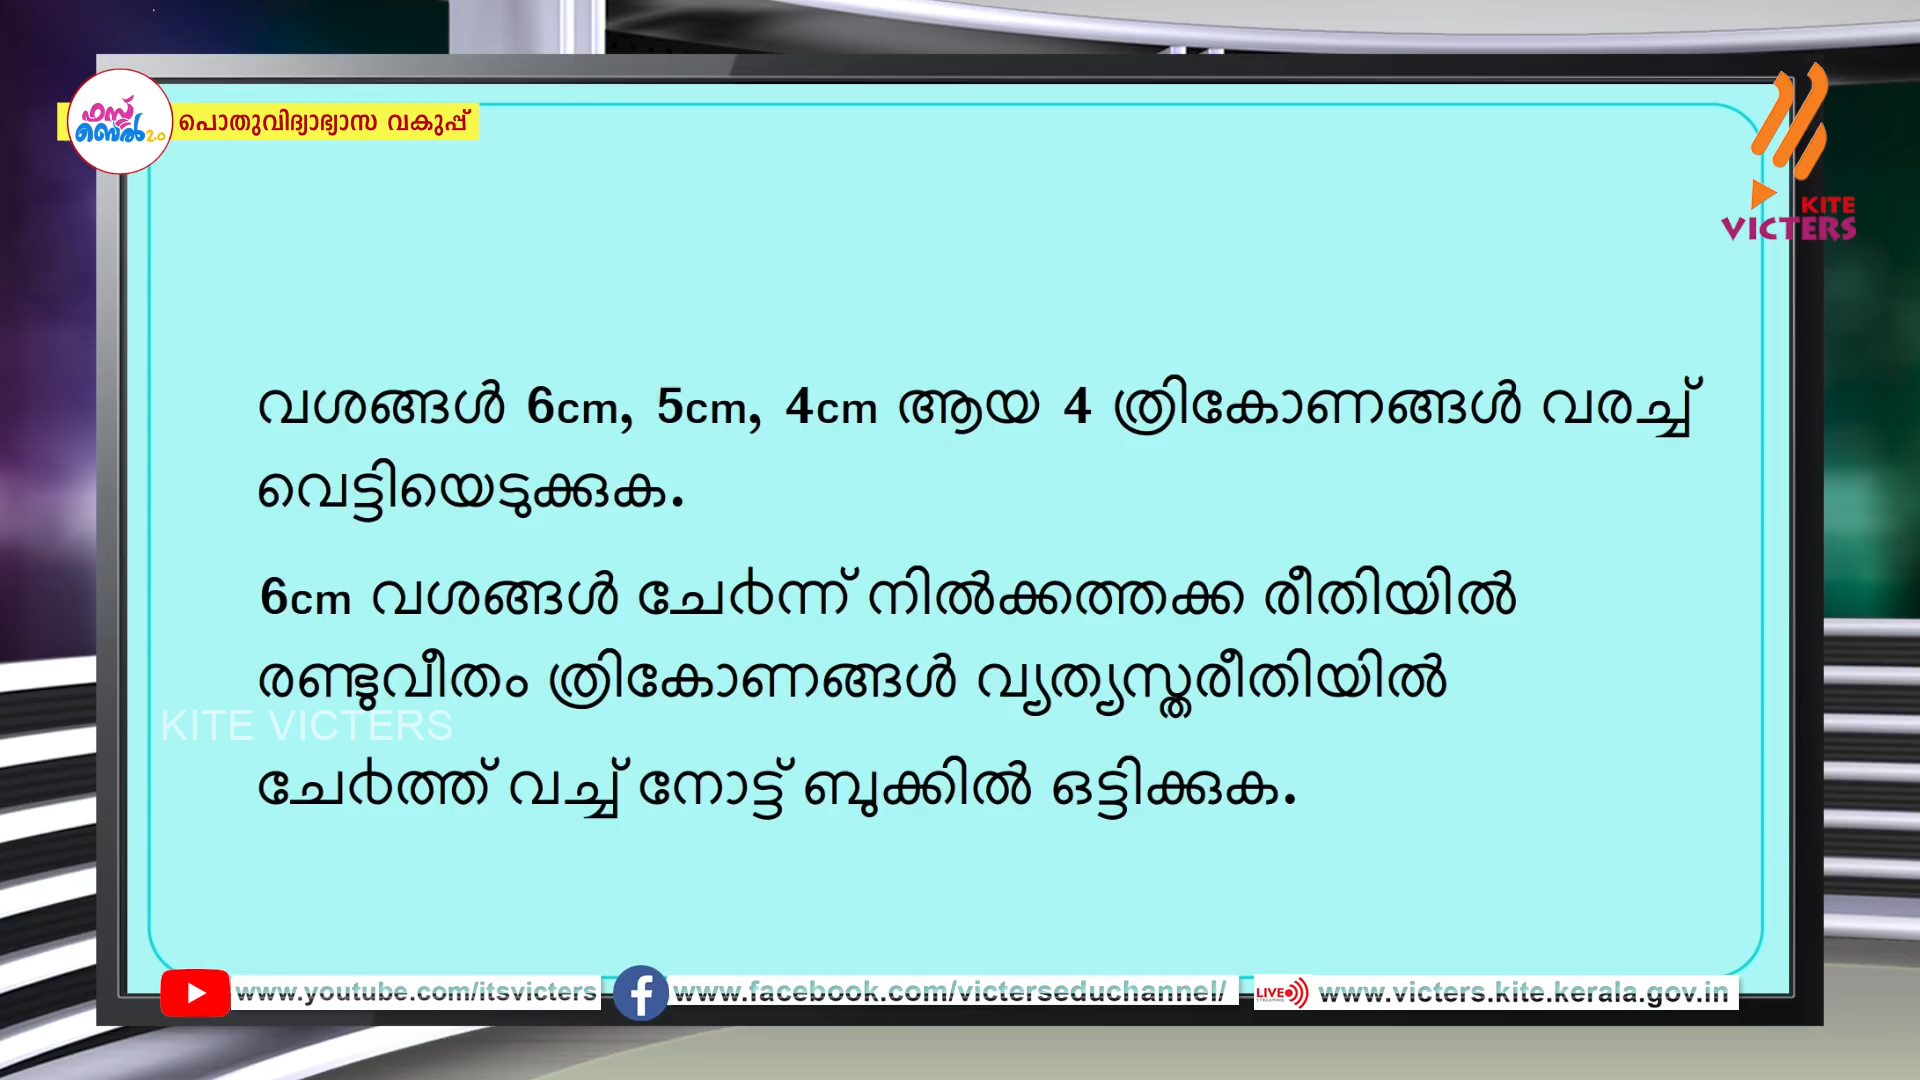 ഫസ്റ്റ് ബെൽ 2.0
പൊതുവിദ്യാഭ്യാസ വകുപ്പ്
KITE
VICTERS
വശങ്ങൾ 6cm, 5cm, 4cm ആയ 4 ത്രികോണങ്ങൾ വരച്ച്
വെട്ടിയെടുക്കുക.
6cm വശങ്ങൾ ചേർന്ന് നിൽക്കത്തക്ക രീതിയിൽ
രണ്ടുവീതം ത്രികോണങ്ങൾ വ്യത്യസ്തരീതിയിൽ
KITE VICTERS
ചേർത്ത് വച്ച് നോട്ട് ബുക്കിൽ ഒട്ടിക്കുക.
www.youtube.com/itsvicters
www.facebook.com/victerseduchannel/
LIVE STREAMING
www.victers.kite.kerala.gov.in